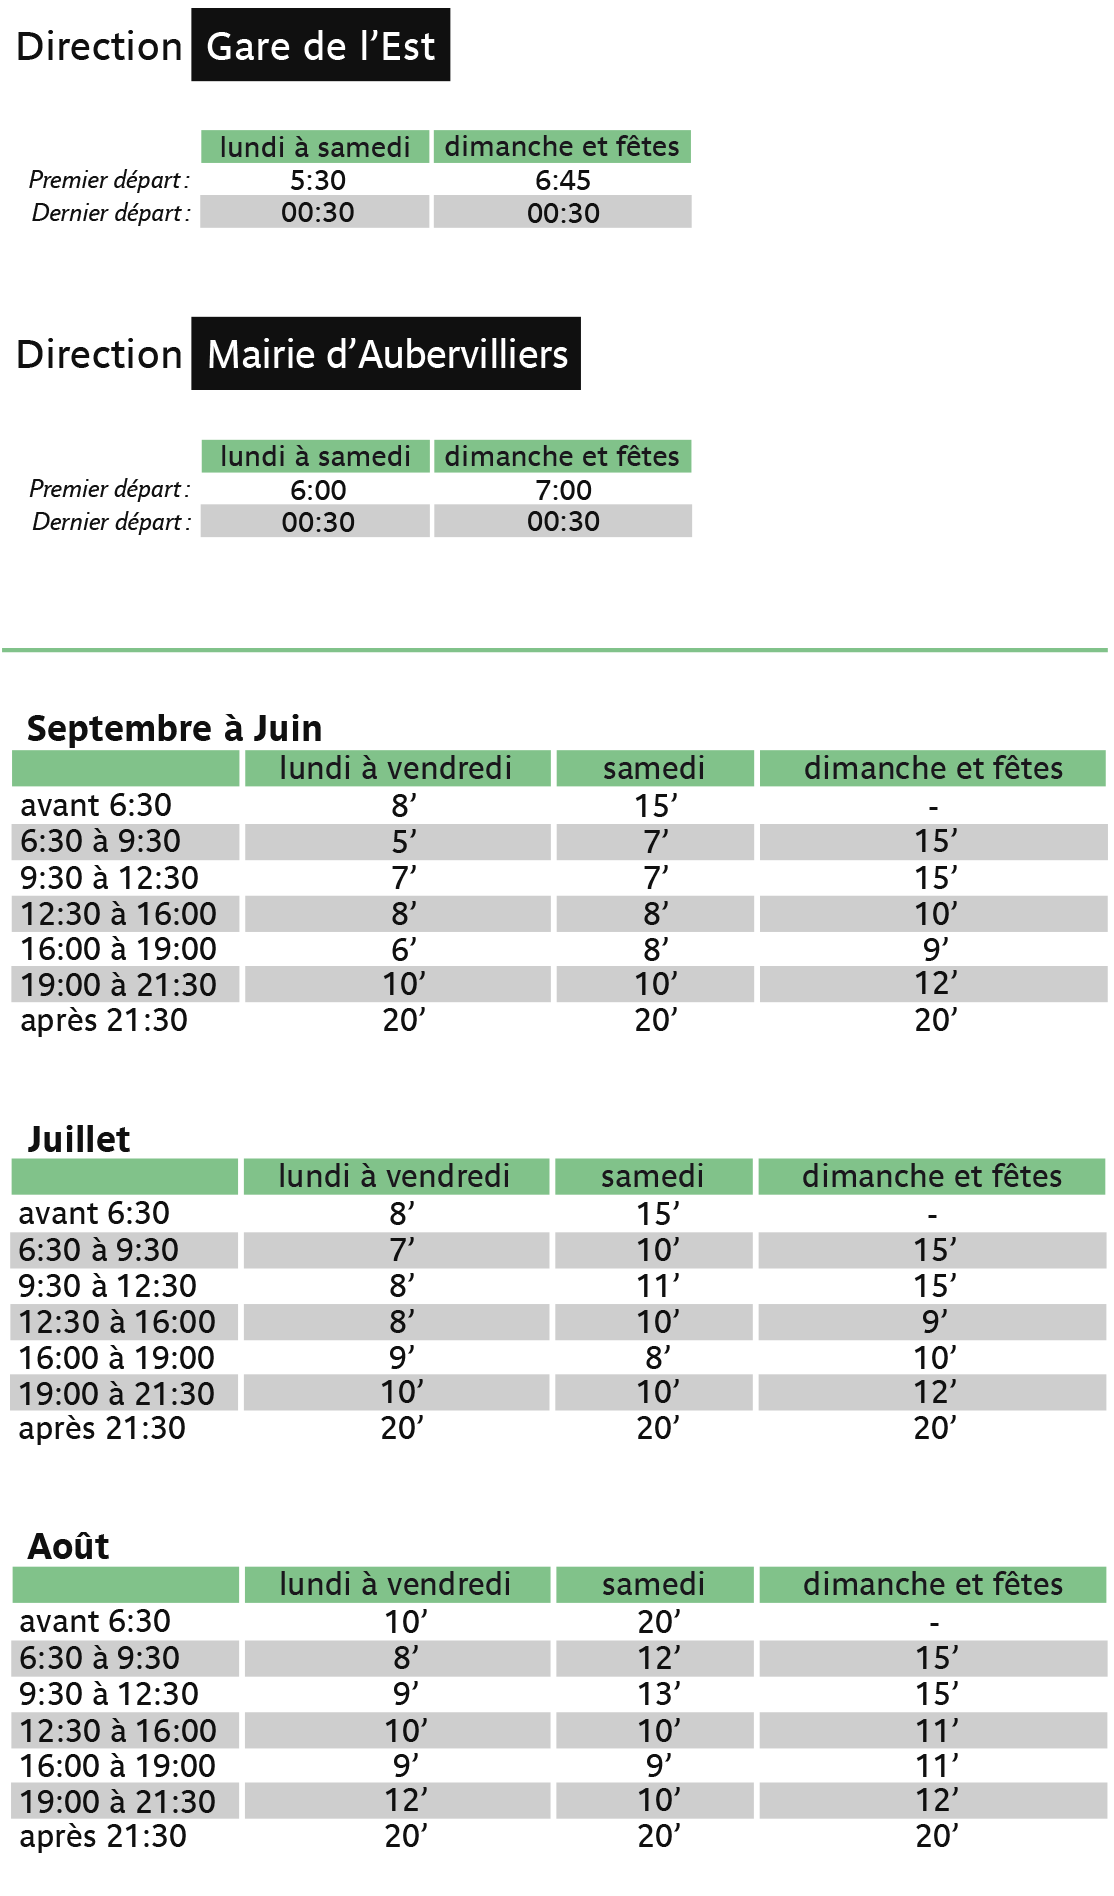 Direction Gare de l’Est
lundi à samedi dimanche et fêtes
Premier départ : 5:30 6:45
Dernier départ : 00:30 00:30
Direction Mairie d’Aubervilliers
lundi à samedi dimanche et fêtes
Premier départ : 6:00 7:00
Dernier départ : 00:30 00:30
Septembre à Juin
lundi à vendredi samedi dimanche et fêtes
avant 6:30 8’ 15’ -
6:30 à 9:30 5’ 7’ 15’
9:30 à 12:30 7’ 7’ 15’
12:30 à 16:00 8’ 8’ 10’
16:00 à 19:00 6’ 8’ 9’
19:00 à 21:30 10’ 10’ 12’
après 21:30 20’ 20’ 20’
Juillet
lundi à vendredi samedi dimanche et fêtes
avant 6:30 8’ 15’ -
6:30 à 9:30 7’ 10’ 15’
9:30 à 12:30 8’ 11’ 15’
12:30 à 16:00 8’ 10’ 9’
16:00 à 19:00 9’ 8’ 10’
19:00 à 21:30 10’ 10’ 12’
après 21:30 20’ 20’ 20’
Août
lundi à vendredi samedi dimanche et fêtes
avant 6:30 10’ 20’ -
6:30 à 9:30 8’ 12’ 15’
9:30 à 12:30 9’ 13’ 15’
12:30 à 16:00 10’ 10’ 11’
16:00 à 19:00 9’ 9’ 11’
19:00 à 21:30 12’ 10’ 12’
après 21:30 20’ 20’ 20’